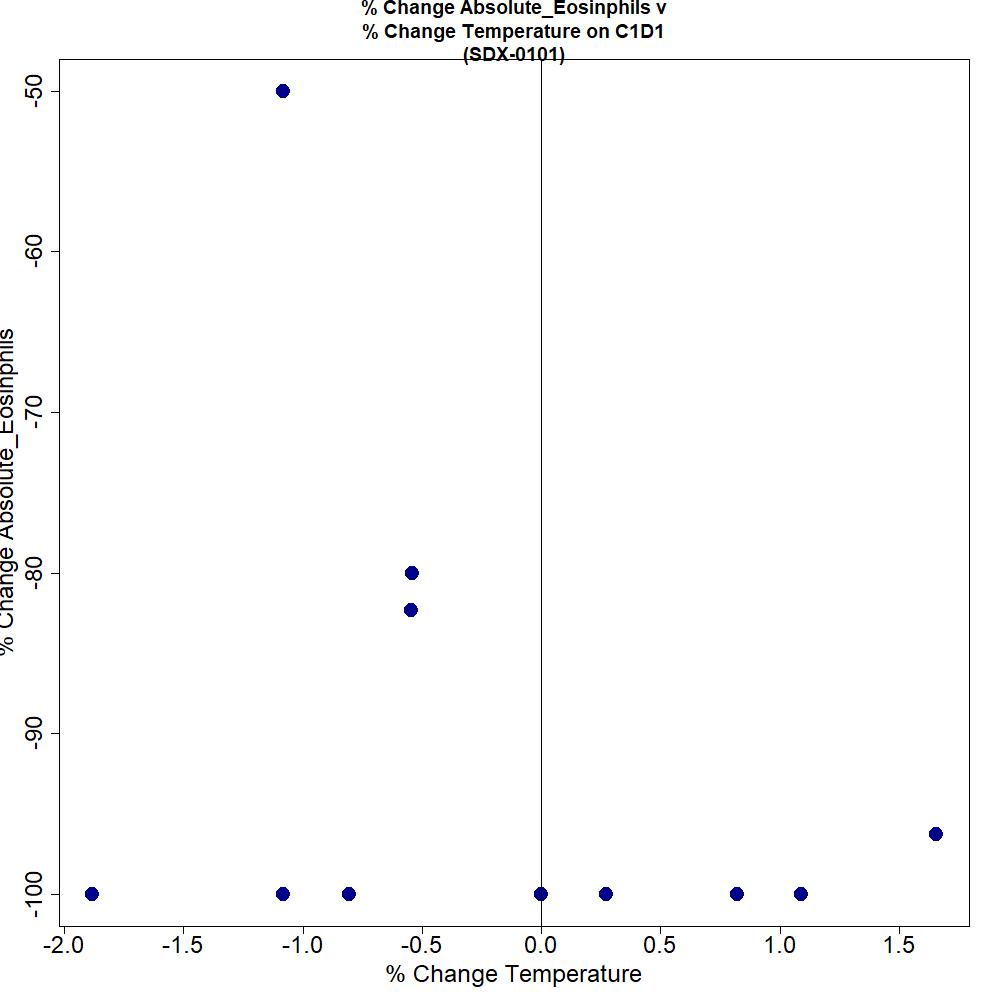 % Change Absolute_Eosinphils v
% Change Temperature on C1D1
(SDX-0101)
% Change Absolute_Eosinphils
-50
-60
-70
-80
-90
-100
-2.0
-1.5
-1.0
-0.5
0.0
0.5
1.0
1.5
% Change Temperature